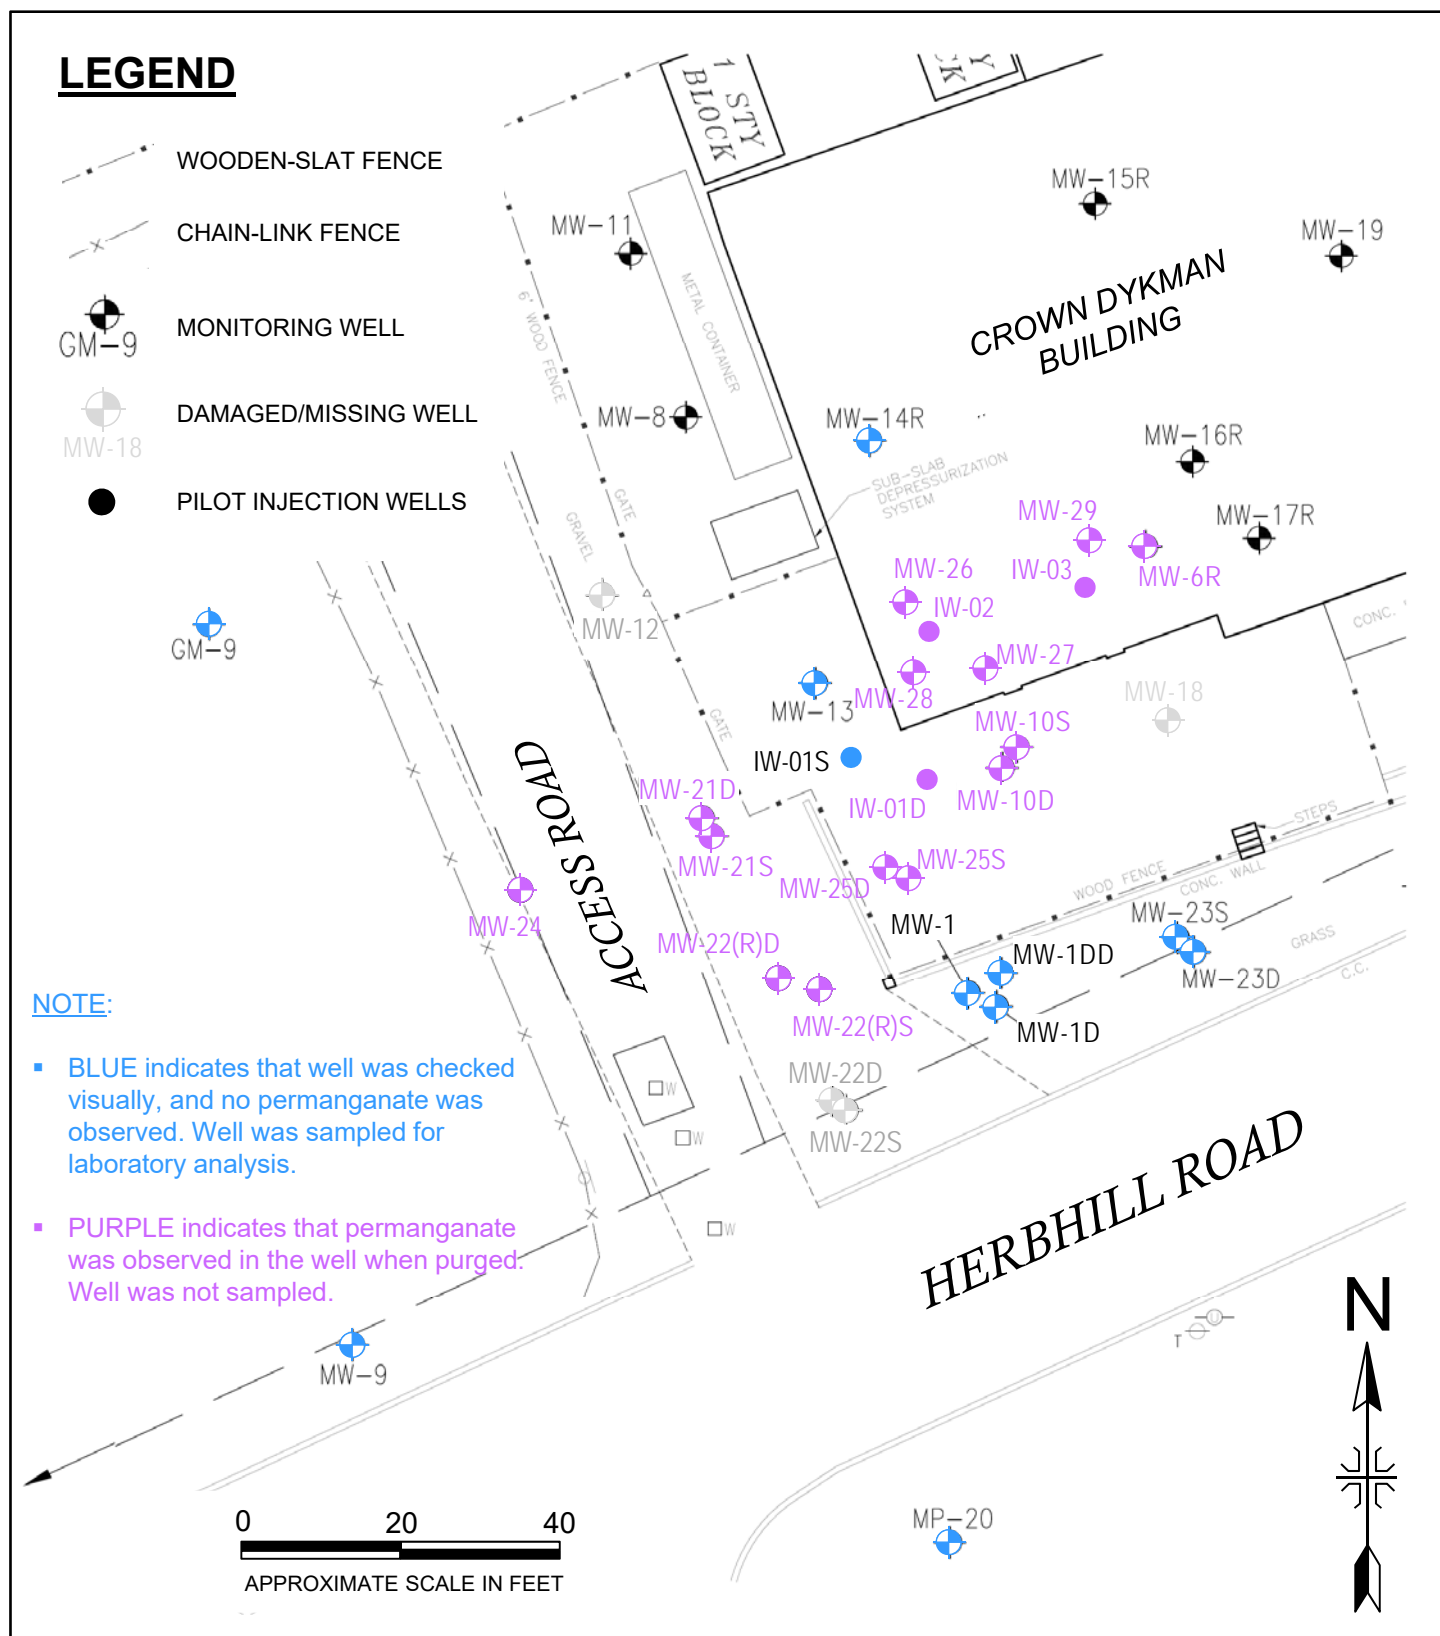 LEGEND
WOODEN-SLAT FENCE
CHAIN-LINK FENCE
GM-9
MONITORING WELL
MW-18
DAMAGED/MISSING WELL
PILOT INJECTION WELLS
1 STY
BLOCK
MW-15R
MW-11
MW-19
6' WOOD FENCE
METAL CONTAINER
CROWN DYKMAN
BUILDING
MW-8
MW-14R
MW-16R
SUB-SLAB
DEPRESSURIZATION
SYSTEM
GATE
GRAVEL
MW-29
MW-17R
IW-03
MW-6R
MW-26
IW-02
MW-12
GM-9
CONC.
MW-27
MW-28
MW-18
MW-13
GATE
MW-10S
IW-01S
ACCESS ROAD
MW-21D
IW-01D
MW-10D
STEPS
MW-21S
MW-25S
MW-25D
WOOD FENCE
CONC. WALL
MW-24
MW-1
MW-23S
MW-22(R)D
MW-1DD
GRASS
MW-23D
C.C.
MW-22(R)S
MW-1D
NOTE:
▪ BLUE indicates that well was checked
visually, and no permanganate was
observed. Well was sampled for
laboratory analysis.
MW-22D
W
W
MW-22S
▪ PURPLE indicates that permanganate
was observed in the well when purged.
Well was not sampled.
W
HERBHILL ROAD
N
U
T
MW-9
MP-20
0 20 40
APPROXIMATE SCALE IN FEET